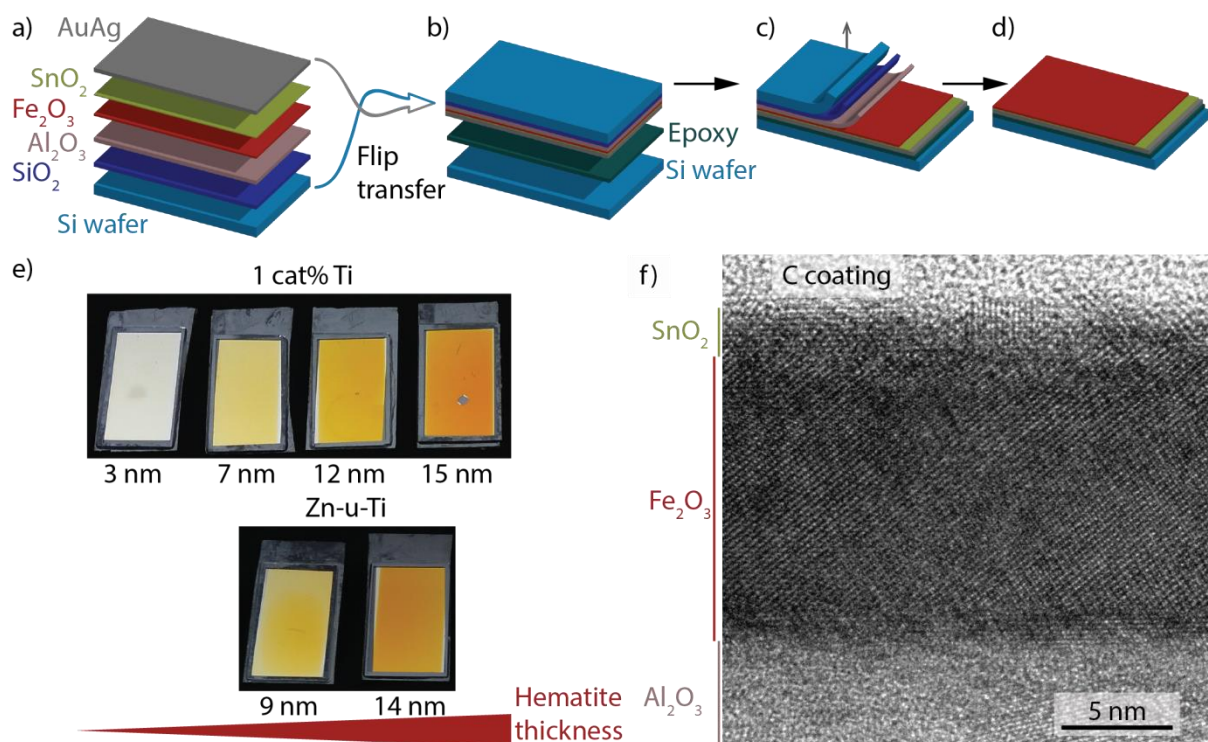 a)
AuAg
SnO₂
Fe₂O₃
Al₂O₃
SiO₂
Si wafer
Flip
transfer
b)
Epoxy
Si wafer
c)
d)
e)
1 cat% Ti
3 nm
7 nm
12 nm
15 nm
Zn-u-Ti
9 nm
14 nm
Hematite
thickness
f)
C coating
SnO₂
Fe₂O₃
Al₂O₃
5 nm